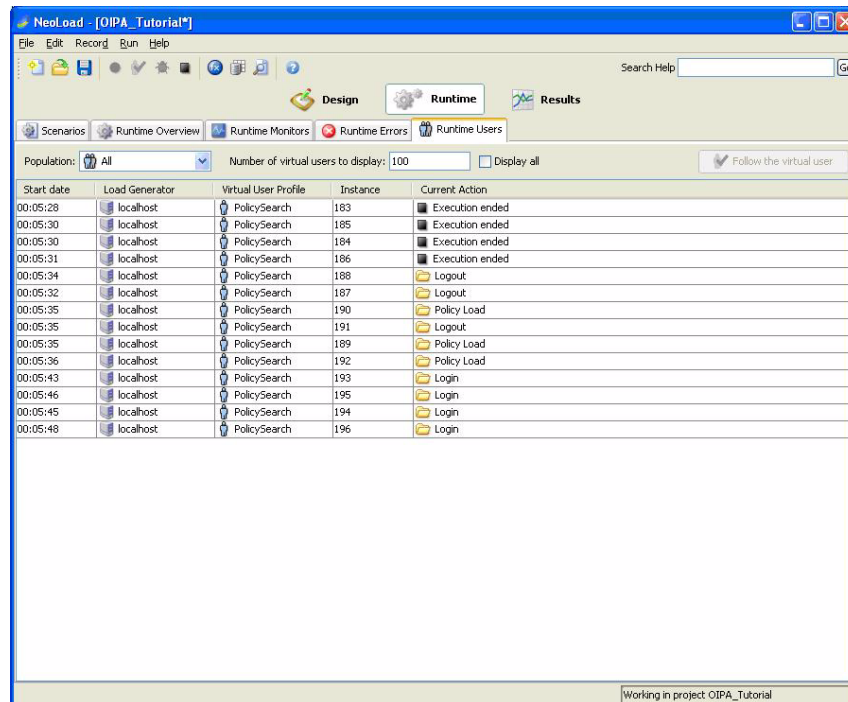 NeoLoad - [OIPA_Tutorial*]
File Edit Record Run Help
Search Help
Design Runtime Results
Scenarios Runtime Overview Runtime Monitors Runtime Errors Runtime Users
Population: All Number of virtual users to display: 100 Display all Follow the virtual user
Start date Load Generator Virtual User Profile Instance Current Action
00:05:28 localhost PolicySearch 183 Execution ended
00:05:30 localhost PolicySearch 185 Execution ended
00:05:30 localhost PolicySearch 184 Execution ended
00:05:31 localhost PolicySearch 186 Execution ended
00:05:34 localhost PolicySearch 188 Logout
00:05:32 localhost PolicySearch 187 Logout
00:05:35 localhost PolicySearch 190 Policy Load
00:05:35 localhost PolicySearch 191 Logout
00:05:35 localhost PolicySearch 189 Policy Load
00:05:36 localhost PolicySearch 192 Policy Load
00:05:43 localhost PolicySearch 193 Login
00:05:46 localhost PolicySearch 195 Login
00:05:45 localhost PolicySearch 194 Login
00:05:48 localhost PolicySearch 196 Login
Working in project OIPA_Tutorial